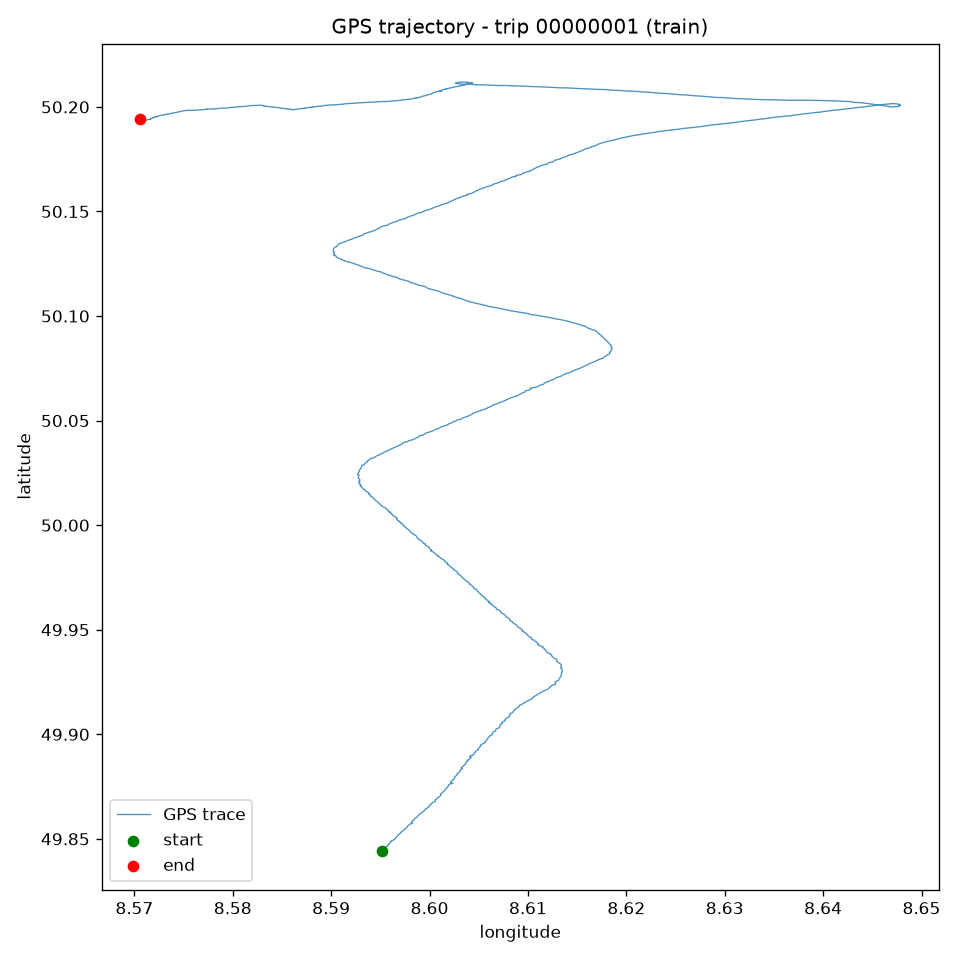 GPS trajectory - trip 00000001 (train)
50.20
50.15
50.10
50.05
50.00
49.95
49.90
49.85
latitude
GPS trace
start
end
8.57 8.58 8.59 8.60 8.61 8.62 8.63 8.64 8.65
longitude